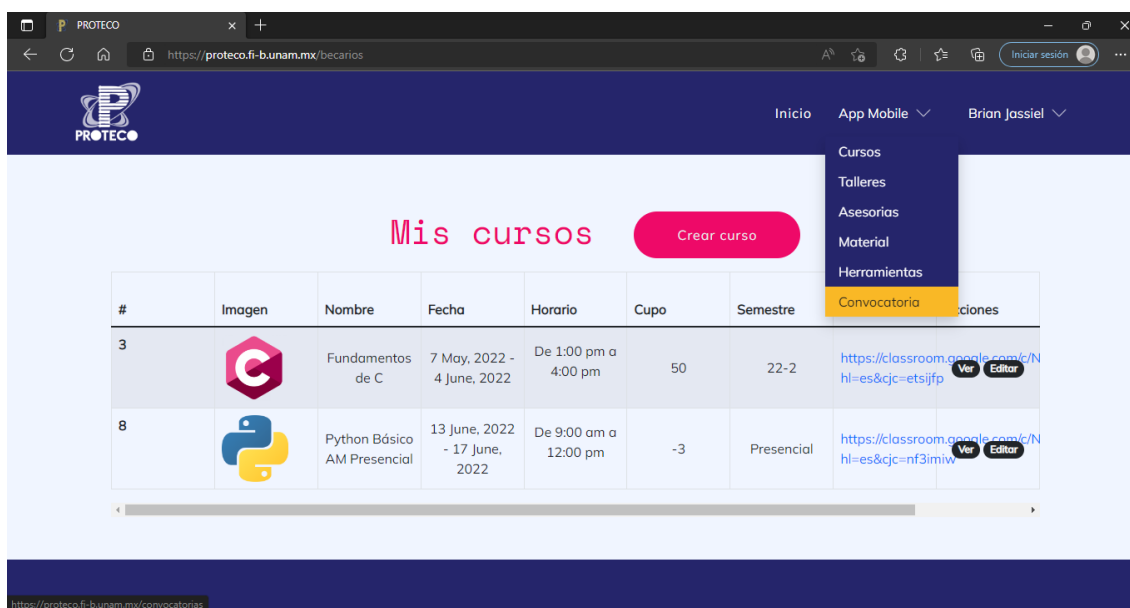 PROTECO
https://proteco.fi-b.unam.mx/becarios
Iniciar sesión
PROTECO
Inicio
App Mobile
Brian Jassiel
Cursos
Talleres
Asesorias
Material
Herramientas
Convocatoria
Mis cursos
Crear curso
# Imagen Nombre Fecha Horario Cupo Semestre ciones
3
Fundamentos
de C
7 May, 2022 -
4 June, 2022
De 1:00 pm a
4:00 pm
50
22-2
https://classroom.google.com/c/N
hl=es&cjc=etsijfp
Ver Editar
8
Python Básico
AM Presencial
13 June, 2022
- 17 June,
2022
De 9:00 am a
12:00 pm
-3
Presencial
https://classroom.google.com/c/N
hl=es&cjc=nf3imiw
Ver Editar
https://proteco.fi-b.unam.mx/convocatorias